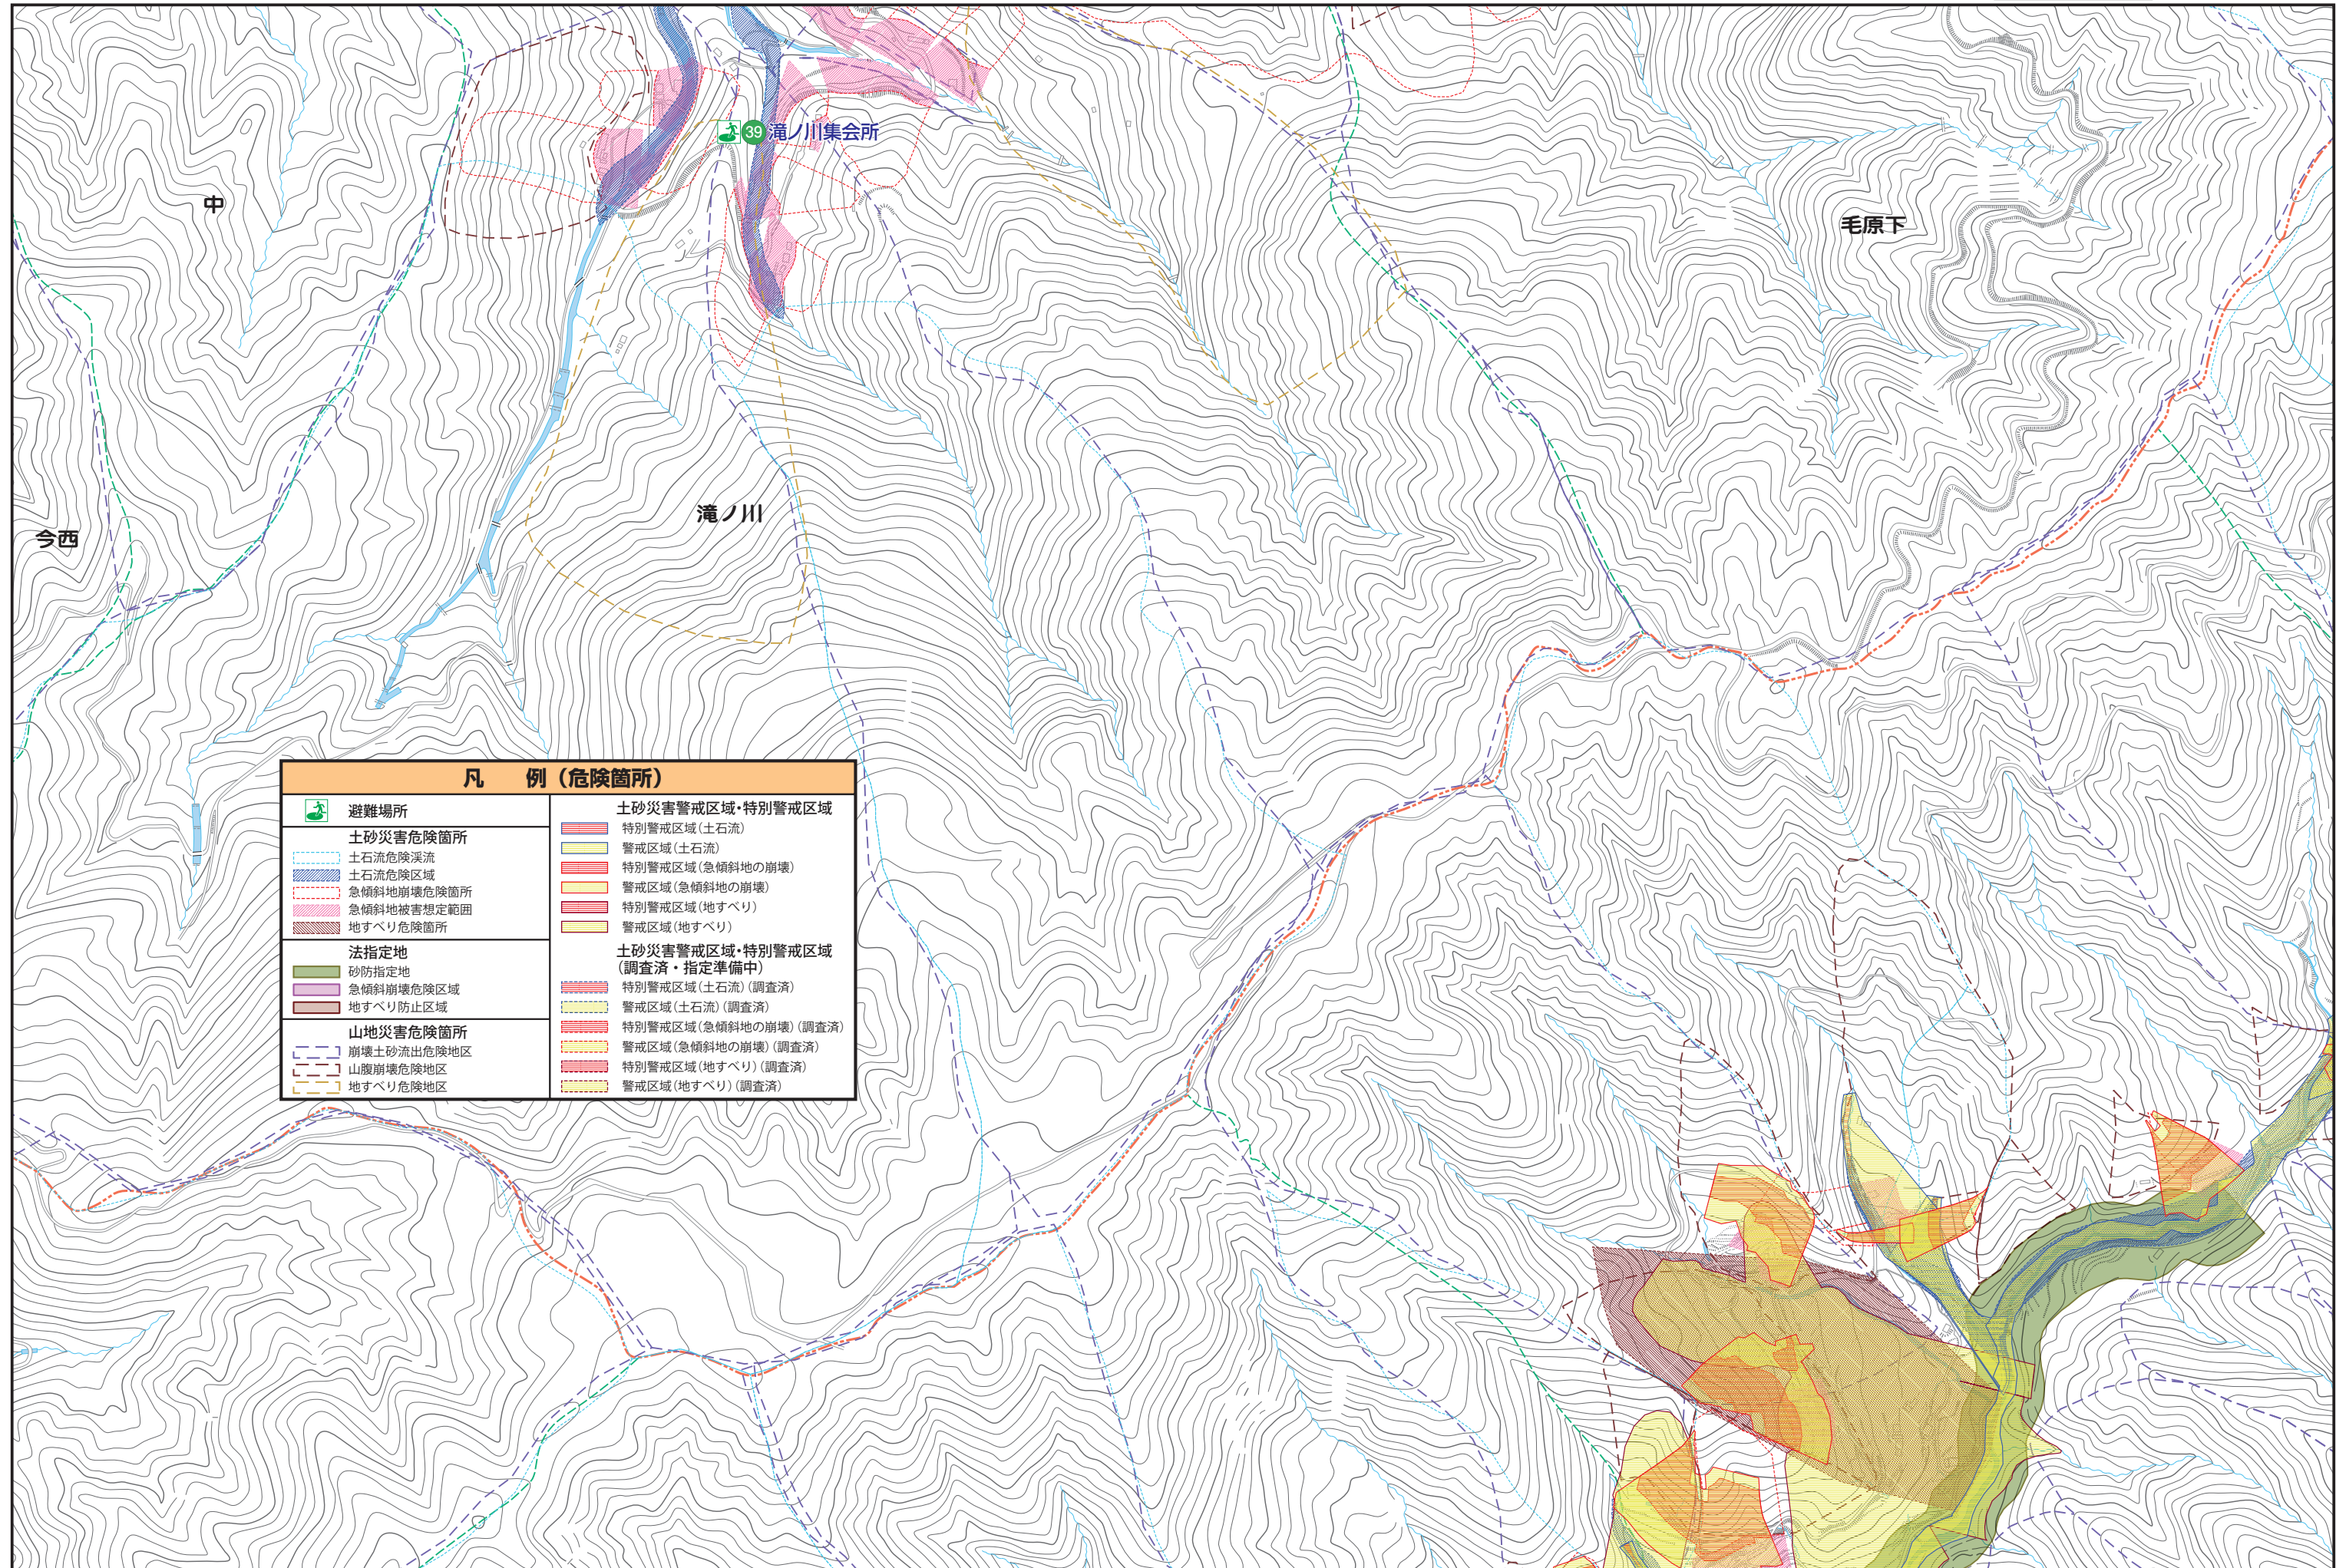 39 滝ノ川集会所
中
毛原下
今西
滝ノ川
凡　例（危険箇所）
避難場所
土砂災害危険箇所
土石流危険渓流
土石流危険区域
急傾斜地崩壊危険箇所
急傾斜地被害想定範囲
地すべり危険箇所
法指定地
砂防指定地
急傾斜崩壊危険区域
地すべり防止区域
山地災害危険箇所
崩壊土砂流出危険地区
山腹崩壊危険地区
地すべり危険地区
土砂災害警戒区域・特別警戒区域
特別警戒区域（土石流）
警戒区域（土石流）
特別警戒区域（急傾斜地の崩壊）
警戒区域（急傾斜地の崩壊）
特別警戒区域（地すべり）
警戒区域（地すべり）
土砂災害警戒区域・特別警戒区域
（調査済・指定準備中）
特別警戒区域（土石流）（調査済）
警戒区域（土石流）（調査済）
特別警戒区域（急傾斜地の崩壊）（調査済）
警戒区域（急傾斜地の崩壊）（調査済）
特別警戒区域（地すべり）（調査済）
警戒区域（地すべり）（調査済）